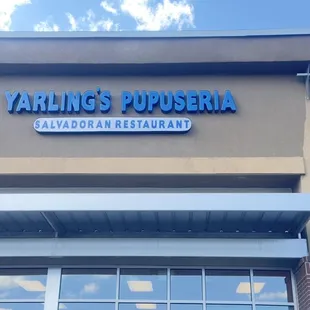 YARLING'S PUPUSERIA
SALVADORAN RESTAURANT